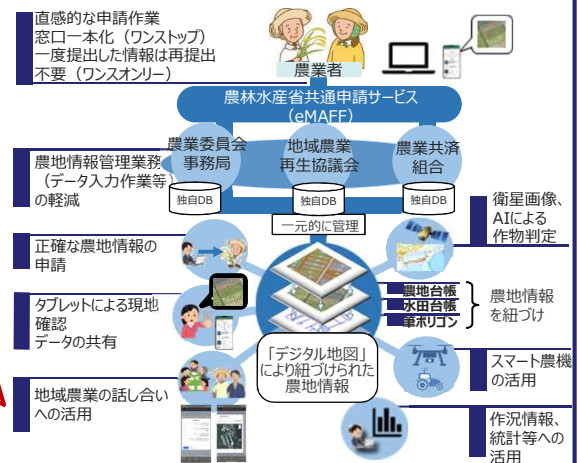 直感的な申請作業
窓口一本化（ワンストップ）
一度提出した情報は再提出
不要（ワンスオンリー）
農業者
農林水産省共通申請サービス
（eMAFF）
農業委員会
事務局
地域農業
再生協議会
農業共済
組合
農地情報管理業務
（データ入力作業等）
の軽減
独自DB
独自DB
独自DB
一元的に管理
衛星画像、
AIによる
作物判定
正確な農地情報の
申請
農地台帳
水田台帳
筆ポリゴン
農地情報
を紐づけ
タブレットによる現地
確認
データの共有
「デジタル地図」
により紐づけられた
農地情報
スマート農機
の活用
地域農業の話し合い
への活用
作況情報、
統計等への
活用